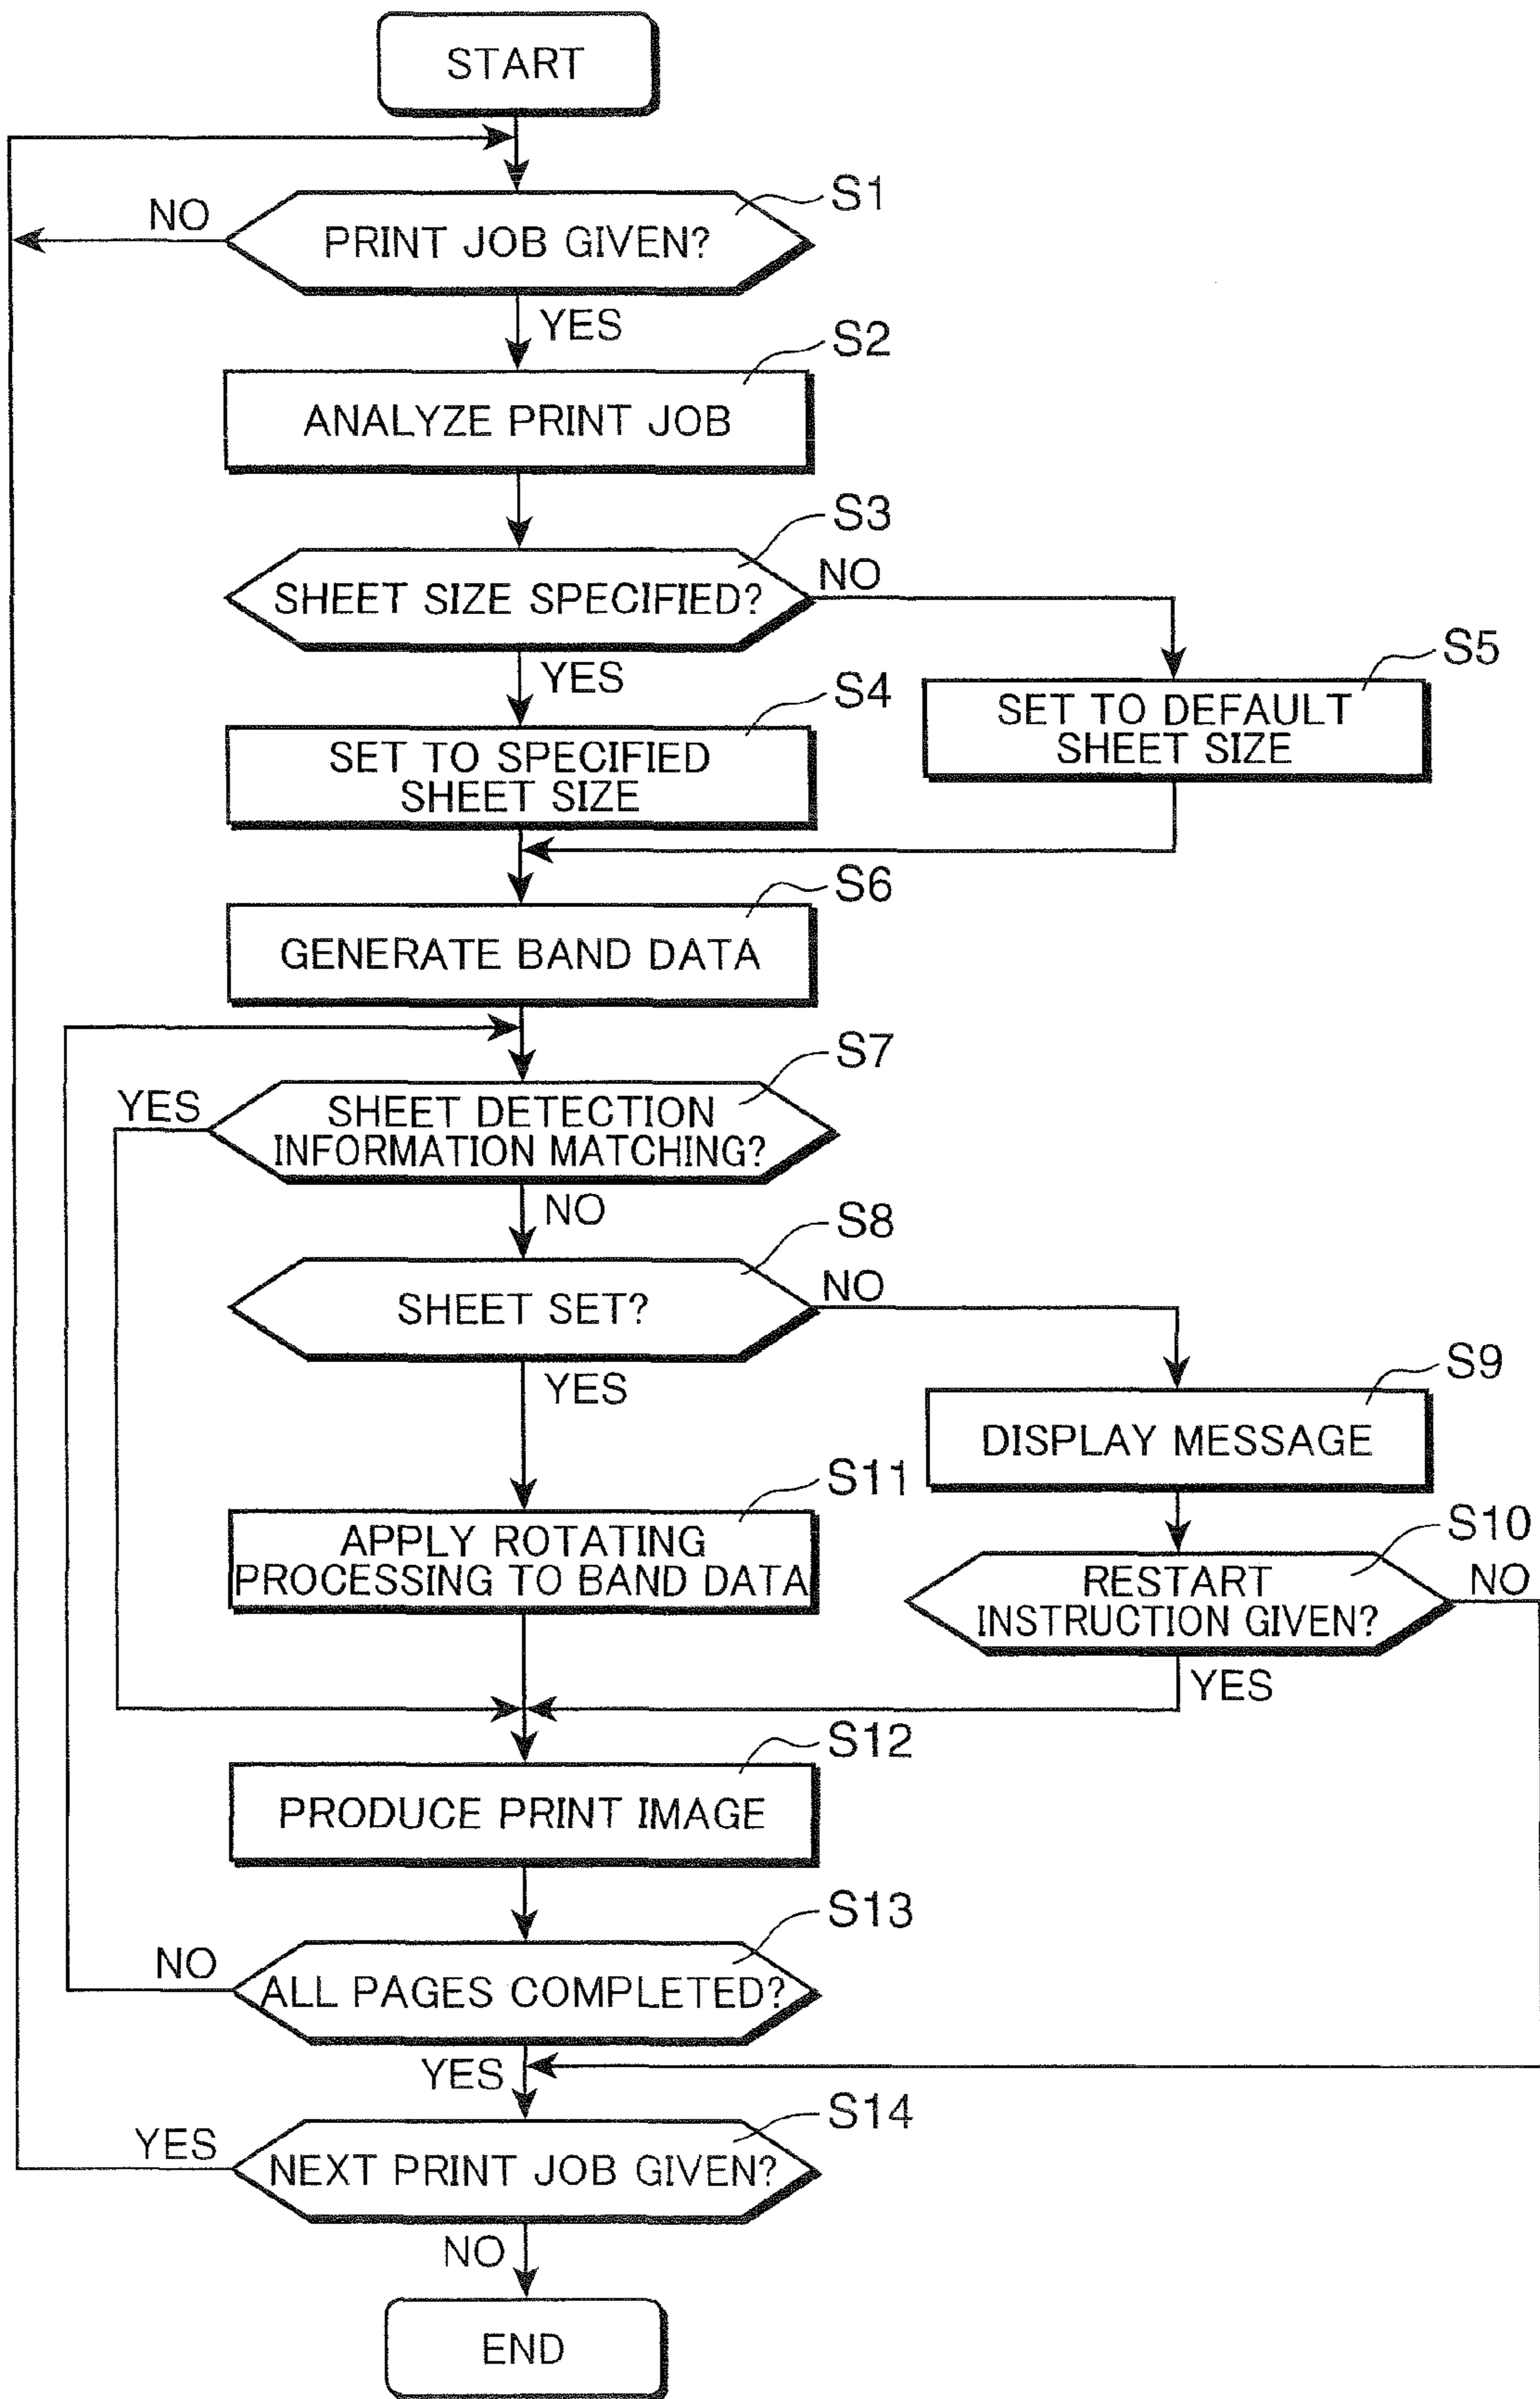 START
S1
NO
PRINT JOB GIVEN?
YES
S2
ANALYZE PRINT JOB
S3
SHEET SIZE SPECIFIED?
NO
YES
S4
S5
SET TO SPECIFIED
SHEET SIZE
SET TO DEFAULT
SHEET SIZE
S6
GENERATE BAND DATA
S7
YES
SHEET DETECTION
INFORMATION MATCHING?
NO
S8
SHEET SET?
NO
YES
S9
DISPLAY MESSAGE
S11
APPLY ROTATING
PROCESSING TO BAND DATA
S10
RESTART
INSTRUCTION GIVEN?
NO
YES
S12
PRODUCE PRINT IMAGE
S13
NO
ALL PAGES COMPLETED?
YES
S14
YES
NEXT PRINT JOB GIVEN?
NO
END